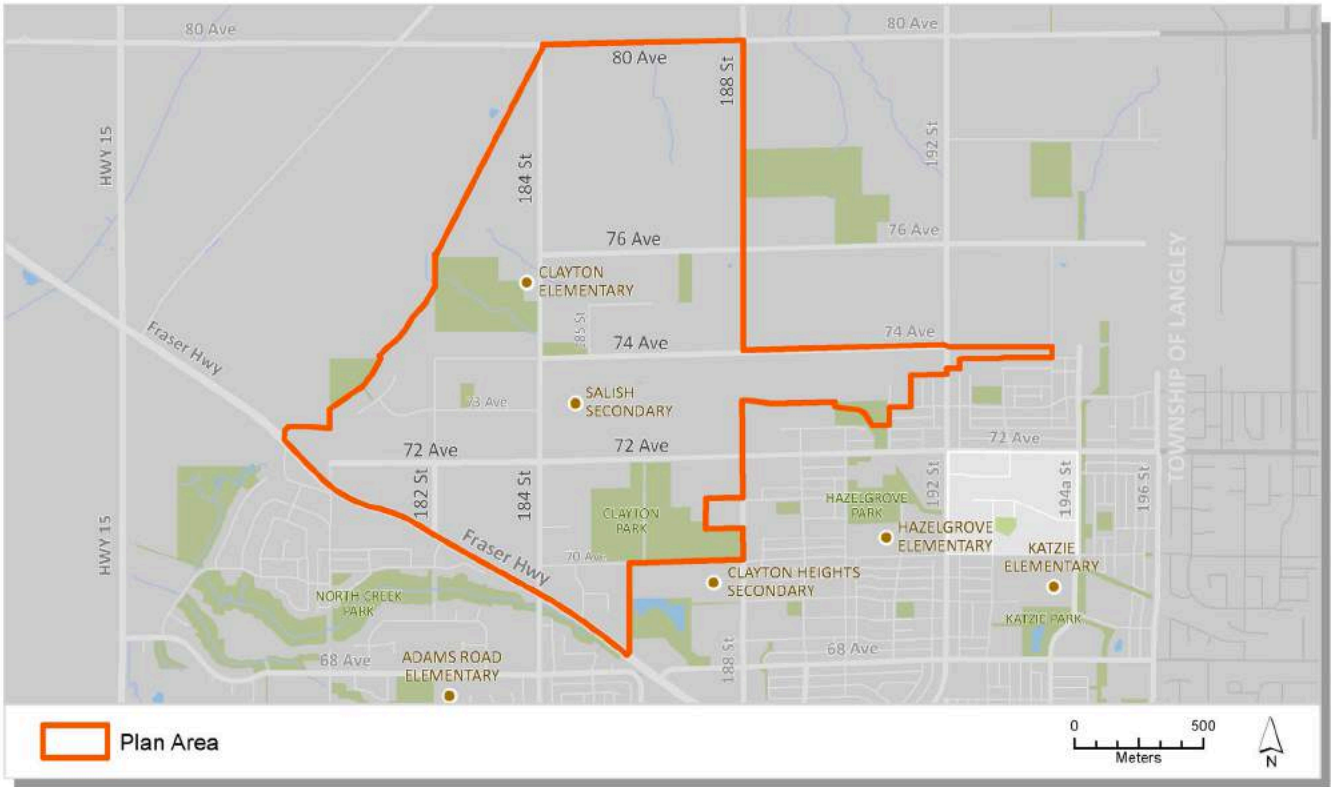 80 Ave
80 Ave
188 St
HWY 15
192 St
184 St
76 Ave
76 Ave
CLAYTON
ELEMENTARY
TOWNSHIP OF LANGLEY
Fraser Hwy
185 St
74 Ave
74 Ave
SALISH
SECONDARY
73 Ave
72 Ave
72 Ave
72 Ave
182 St
184 St
192 St
194a St
196 St
CLAYTON
PARK
HAZELGROVE
PARK
HWY 15
Fraser Hwy
70 Ave
HAZELGROVE
ELEMENTARY
KATZIE
ELEMENTARY
CLAYTON HEIGHTS
SECONDARY
NORTH CREEK
PARK
KATZIE PARK
68 Ave
188 St
68 Ave
ADAMS ROAD
ELEMENTARY
Plan Area
0 500
Meters
N